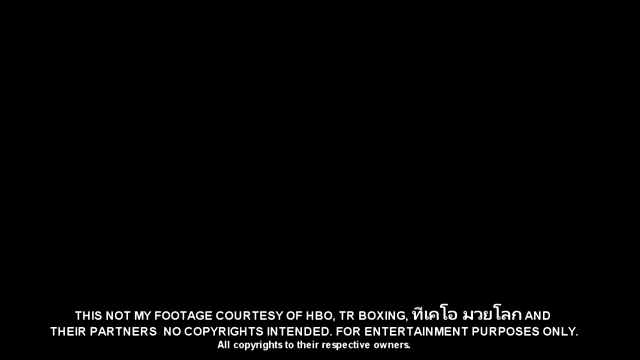 THIS NOT MY FOOTAGE COURTESY OF HBO, TR BOXING, ทีเคโอ มวยโลก AND
THEIR PARTNERS  NO COPYRIGHTS INTENDED. FOR ENTERTAINMENT PURPOSES ONLY.
All copyrights to their respective owners.